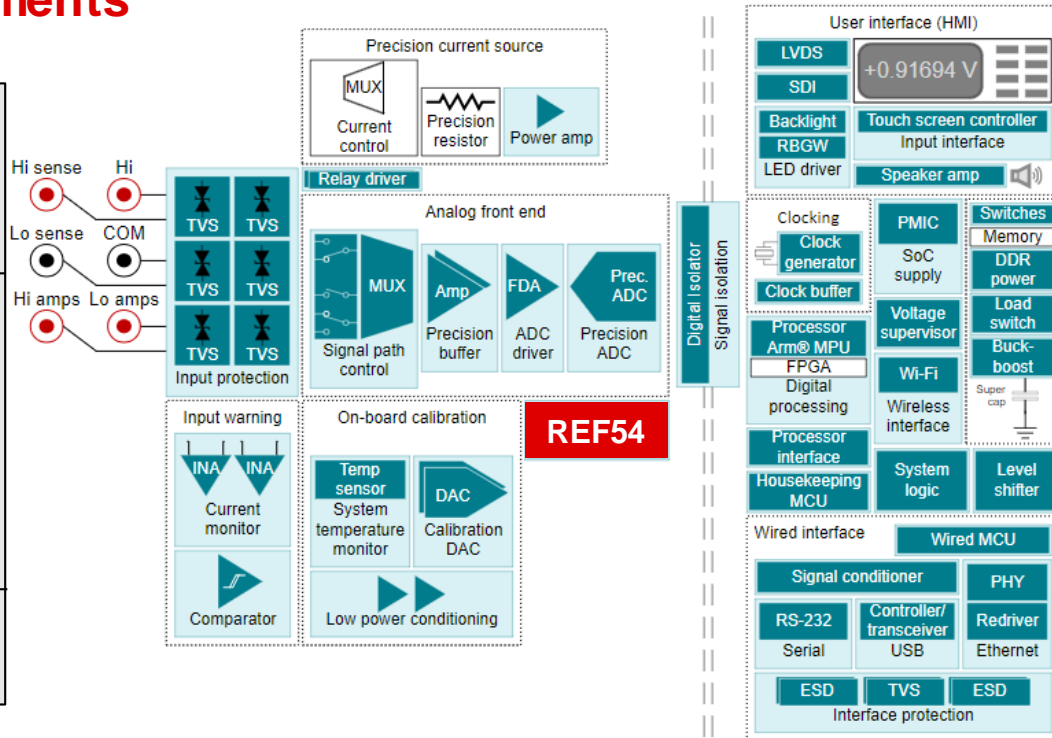 ments
Precision current source
MUX
Current
control
Precision
resistor
Power amp
Relay driver
Hi sense
Hi
Lo sense
COM
Hi amps
Lo amps
TVS
TVS
TVS
TVS
TVS
TVS
Input protection
Analog front end
MUX
Signal path
control
Amp
Precision
buffer
FDA
ADC
driver
Prec.
ADC
Precision
ADC
Input warning
INA
INA
Current
monitor
Comparator
On-board calibration
Temp
sensor
System
temperature
monitor
DAC
Calibration
DAC
Low power conditioning
REF54
Digital Isolator
Signal isolation
User interface (HMI)
LVDS
SDI
+0.91694 V
Backlight
RBGW
LED driver
Touch screen controller
Input interface
Speaker amp
Clocking
Clock
generator
Clock buffer
PMIC
SoC
supply
Switches
Memory
DDR
power
Load
switch
Buck-
boost
Super
cap
Voltage
supervisor
Processor
Arm® MPU
FPGA
Digital
processing
Wi-Fi
Wireless
interface
Processor
interface
Housekeeping
MCU
System
logic
Level
shifter
Wired interface
Wired MCU
Signal conditioner
PHY
RS-232
Serial
Controller/
transceiver
USB
Redriver
Ethernet
ESD
TVS
ESD
Interface protection